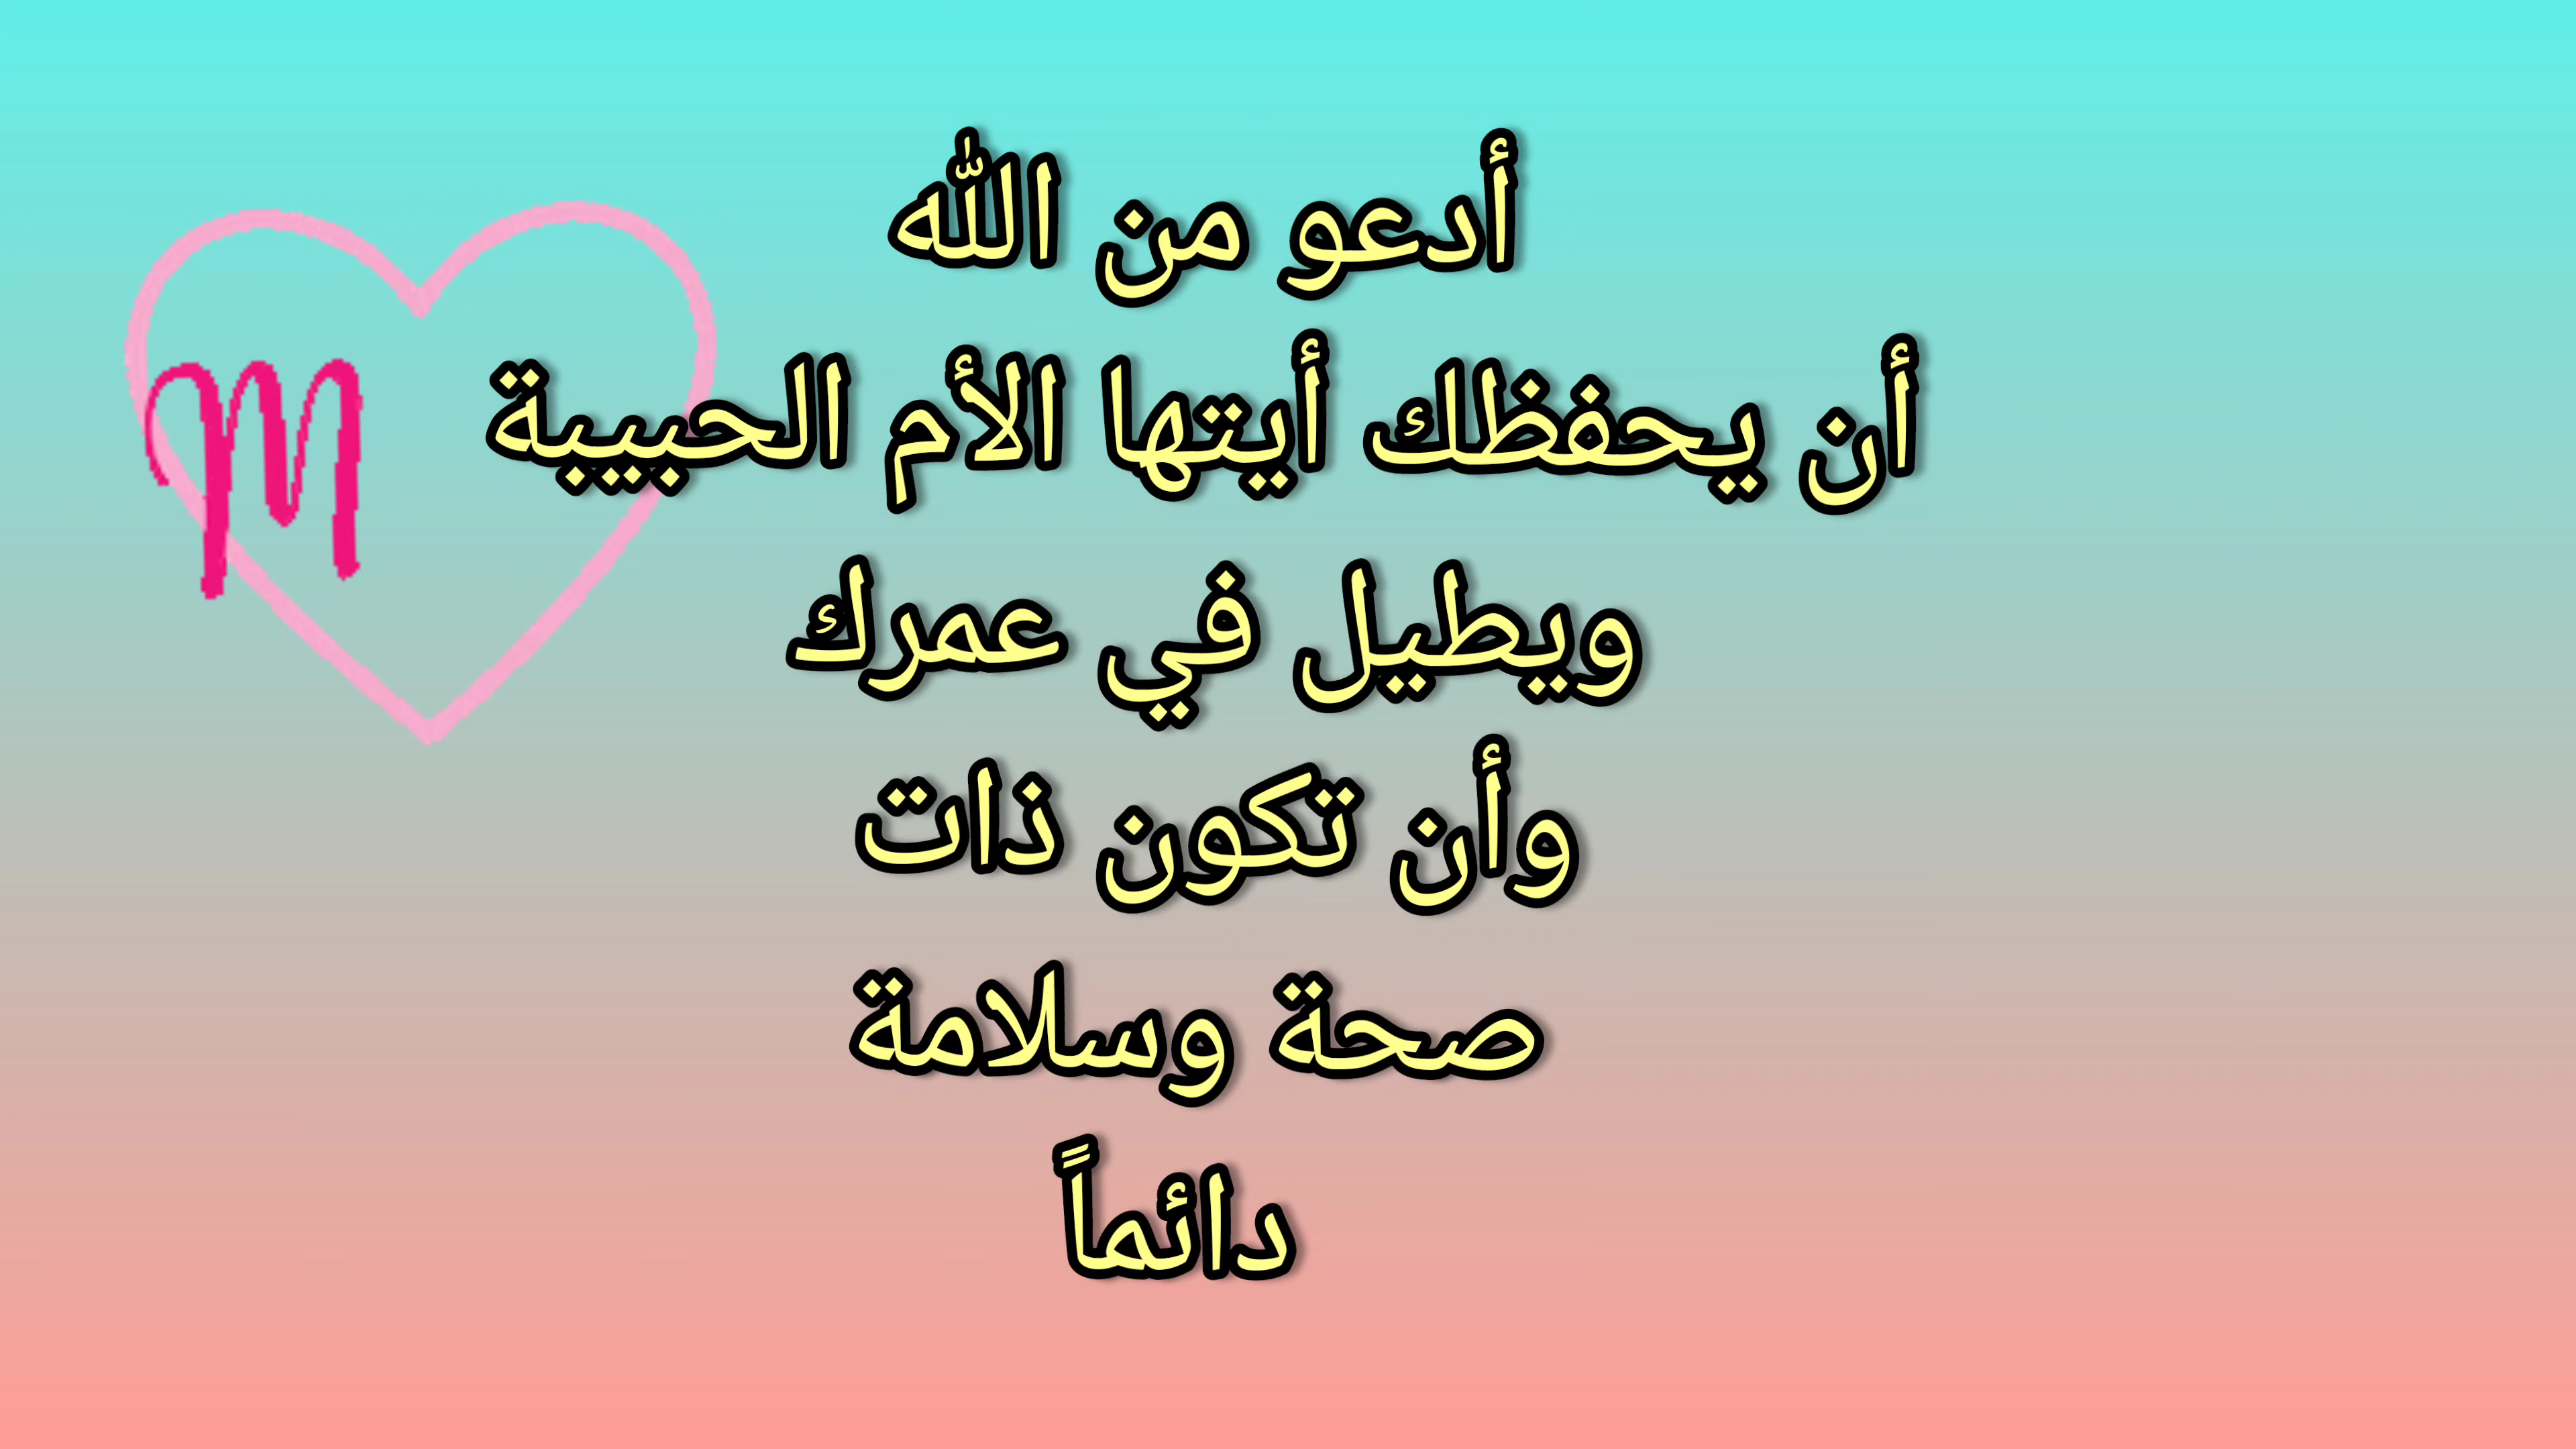 أدعو من الله
أن يحفظك أيتها الأم الحبيبة
ويطيل في عمرك
وأن تكون ذات
صحة وسلامة
دائماً
M